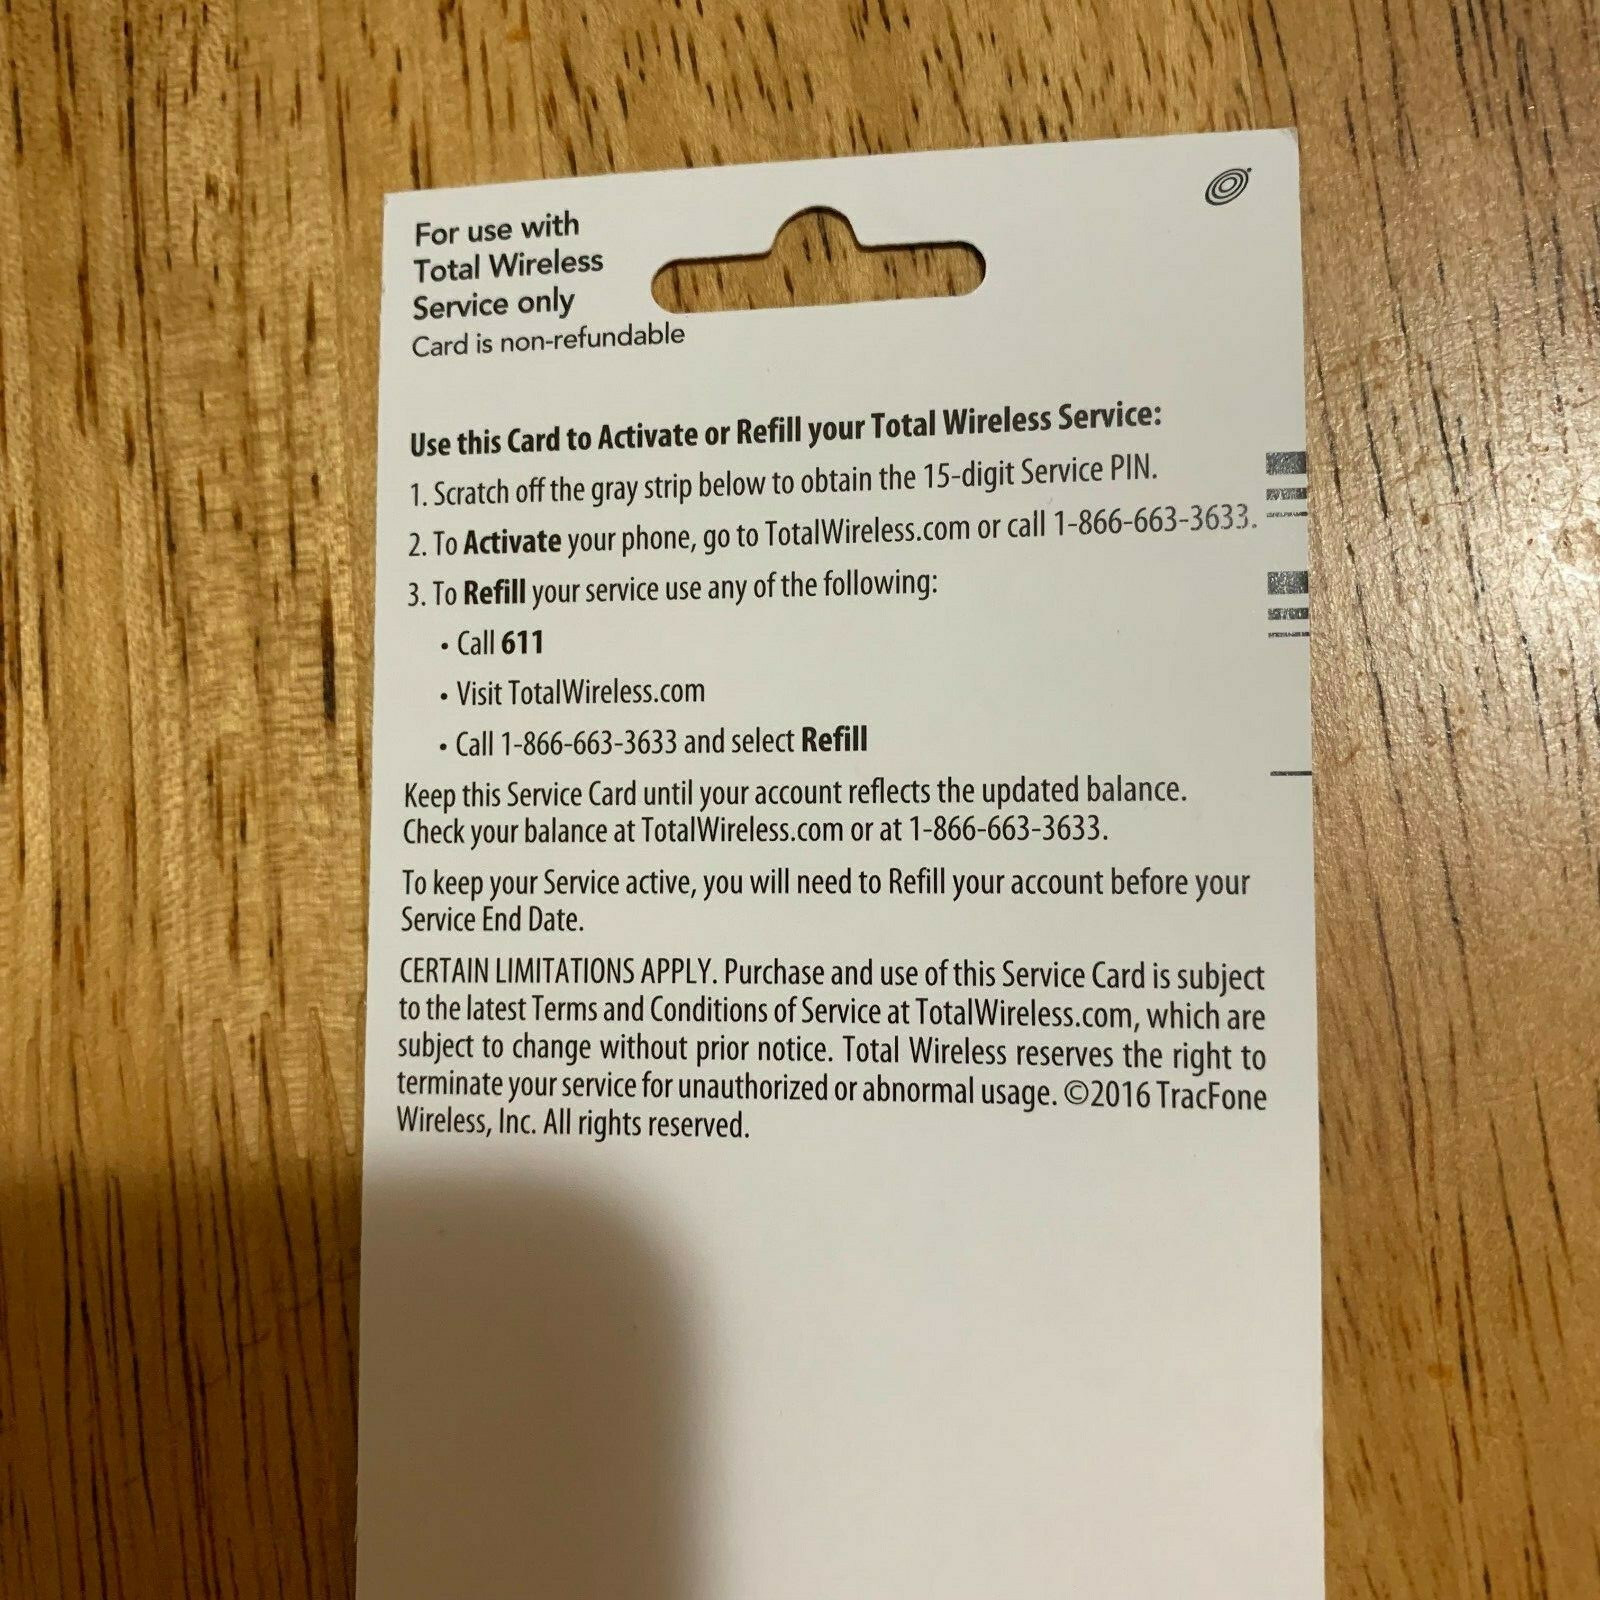 For use with
Total Wireless
Service only
Card is non-refundable
Use this Card to Activate or Refill your Total Wireless Service:
1. Scratch off the gray strip below to obtain the 15-digit Service PIN.
2. To Activate your phone, go to TotalWireless.com or call 1-866-663-3633.
3. To Refill your service use any of the following:
• Call 611
• Visit TotalWireless.com
• Call 1-866-663-3633 and select Refill
Keep this Service Card until your account reflects the updated balance.
Check your balance at TotalWireless.com or at 1-866-663-3633.
To keep your Service active, you will need to Refill your account before your
Service End Date.
CERTAIN LIMITATIONS APPLY. Purchase and use of this Service Card is subject
to the latest Terms and Conditions of Service at TotalWireless.com, which are
subject to change without prior notice. Total Wireless reserves the right to
terminate your service for unauthorized or abnormal usage. ©2016 TracFone
Wireless, Inc. All rights reserved.